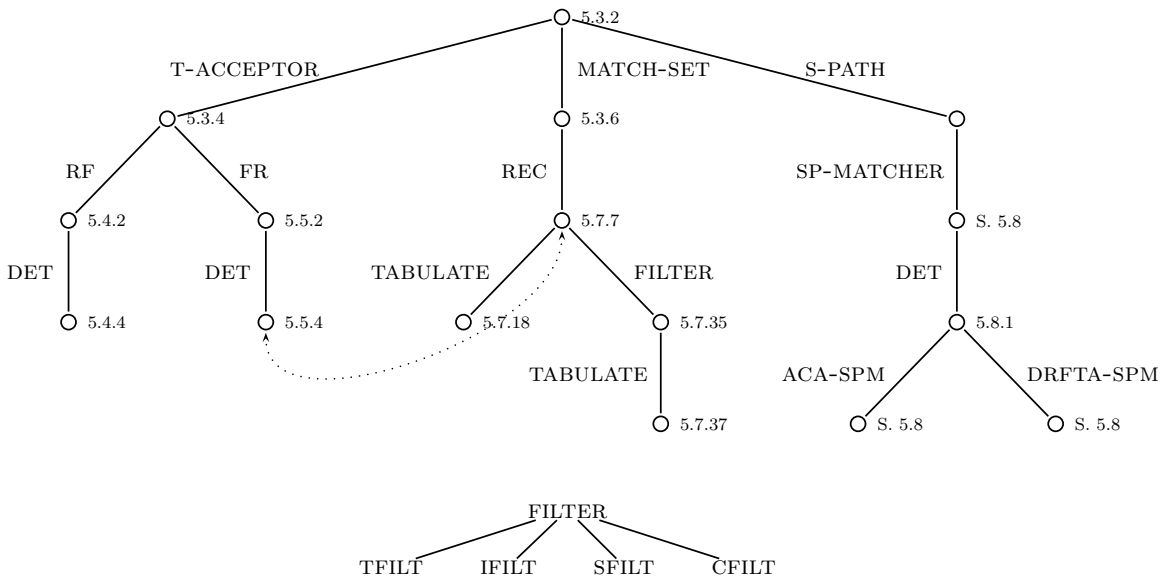 5.3.2
T-ACCEPTOR MATCH-SET S-PATH
5.3.4 5.3.6
RF FR REC SP-MATCHER
5.4.2 5.5.2 5.7.7 S. 5.8
DET DET TABULATE FILTER DET
5.4.4 5.5.4 5.7.18 5.7.35 5.8.1
TABULATE ACA-SPM DRFTA-SPM
5.7.37 S. 5.8 S. 5.8
FILTER
TFILT IFILT SFILT CFILT